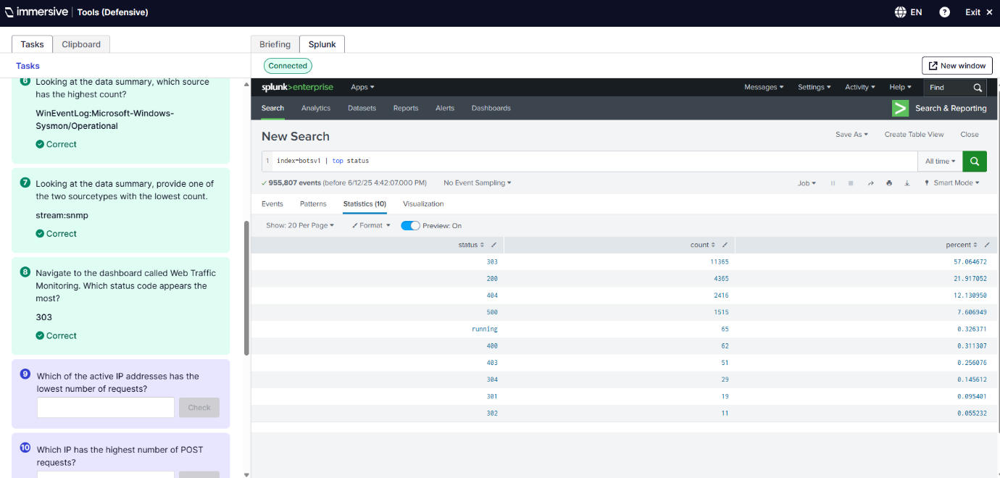 immersive | Tools (Defensive)
EN
?
Exit ×
Tasks
Clipboard
Briefing
Splunk
Tasks
6 Looking at the data summary, which source
has the highest count?
WinEventLog:Microsoft-Windows-
Sysmon/Operational
Correct
7 Looking at the data summary, provide one of
the two sourcetypes with the lowest count.
stream:snmp
Correct
8 Navigate to the dashboard called Web Traffic
Monitoring. Which status code appears the
most?
303
Correct
9 Which of the active IP addresses has the
lowest number of requests?
Check
10 Which IP has the highest number of POST
requests?
Connected
New window
splunk>enterprise Apps
Messages Settings Activity Help Find
Search Analytics Datasets Reports Alerts Dashboards
> Search & Reporting
New Search
Save As Create Table View Close
1 index=botsv1 | top status
All time
955,807 events (before 6/12/25 4:42:07.000 PM) No Event Sampling
Job Smart Mode
Events Patterns Statistics (10) Visualization
Show: 20 Per Page Format Preview: On
status count percent
303 11365 57.064672
200 4365 21.917052
404 2416 12.130950
500 1515 7.606949
running 65 0.326371
400 62 0.311307
403 51 0.256076
304 29 0.145612
301 19 0.095401
302 11 0.055232